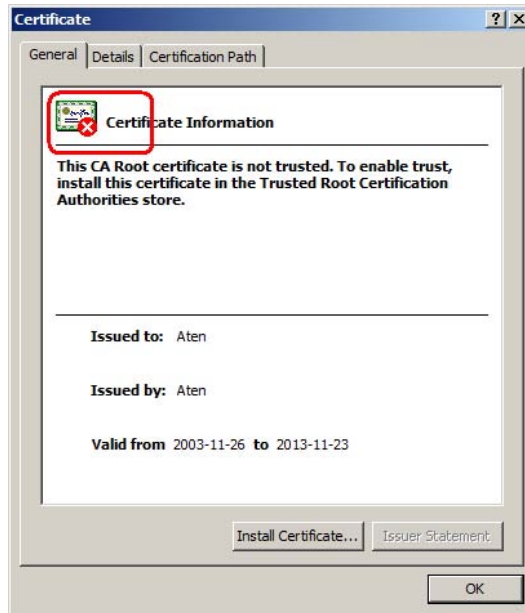 Certificate
General
Details
Certification Path
Certificate Information
This CA Root certificate is not trusted. To enable trust,
install this certificate in the Trusted Root Certification
Authorities store.
Issued to: Aten
Issued by: Aten
Valid from 2003-11-26 to 2013-11-23
Install Certificate...
Issuer Statement
OK